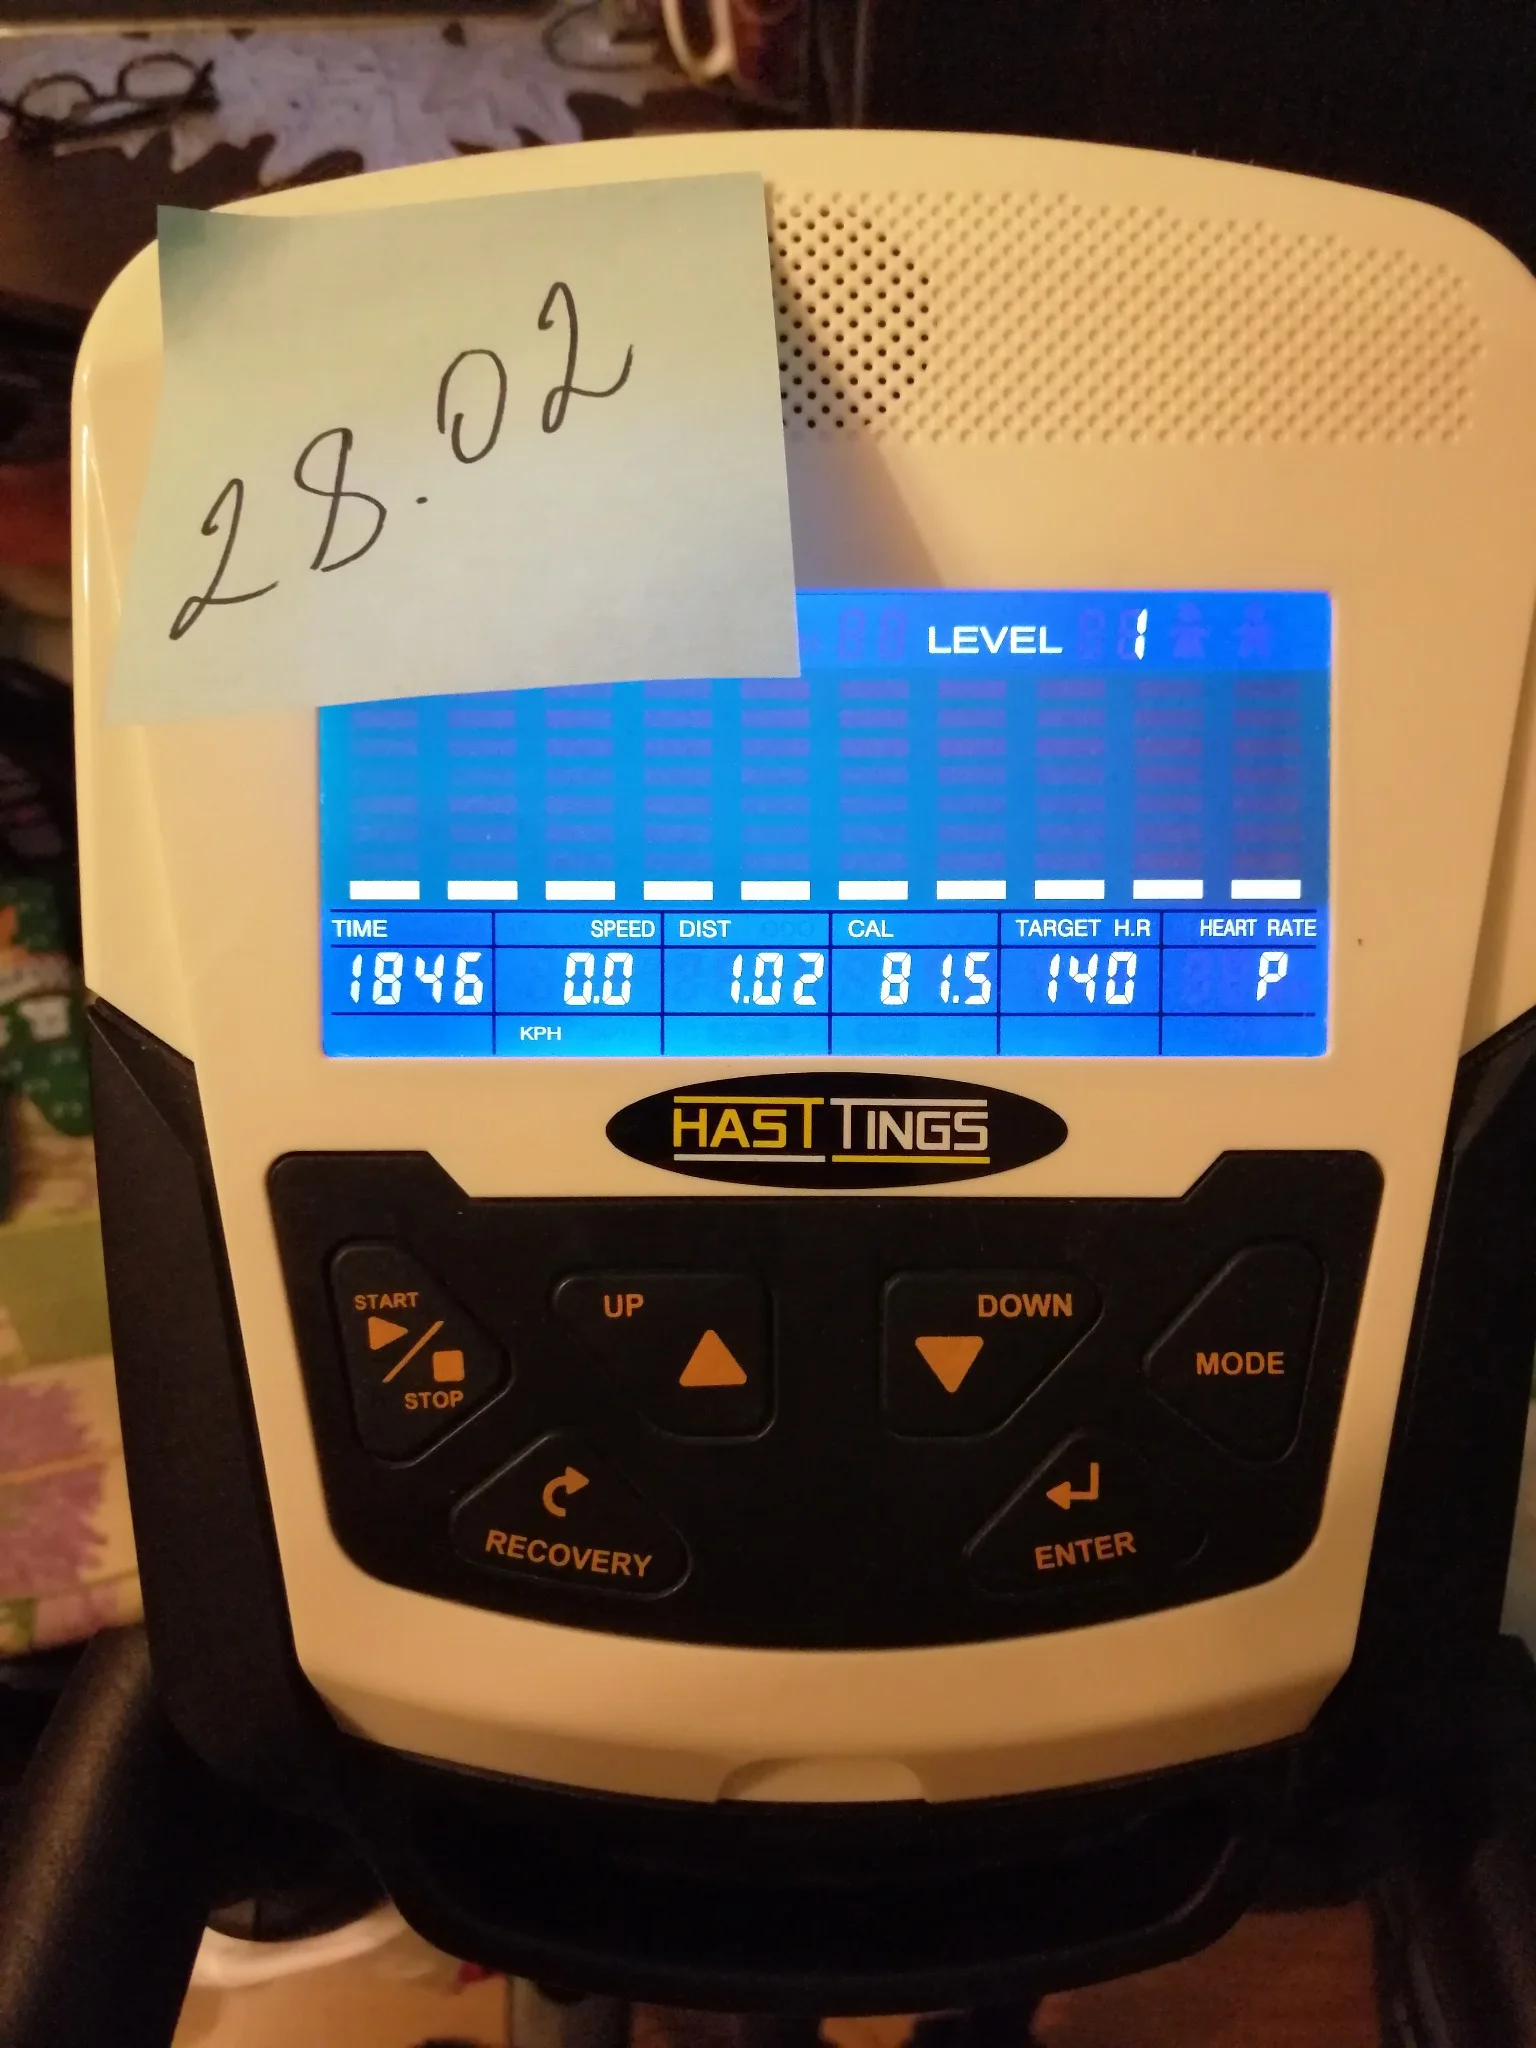 28.02
LEVEL 1
TIME SPEED DIST CAL TARGET H.R HEART RATE
1846 0.0 1.02 81.5 140 P
KPH
HASTTINGS
START
STOP
UP
DOWN
MODE
RECOVERY
ENTER